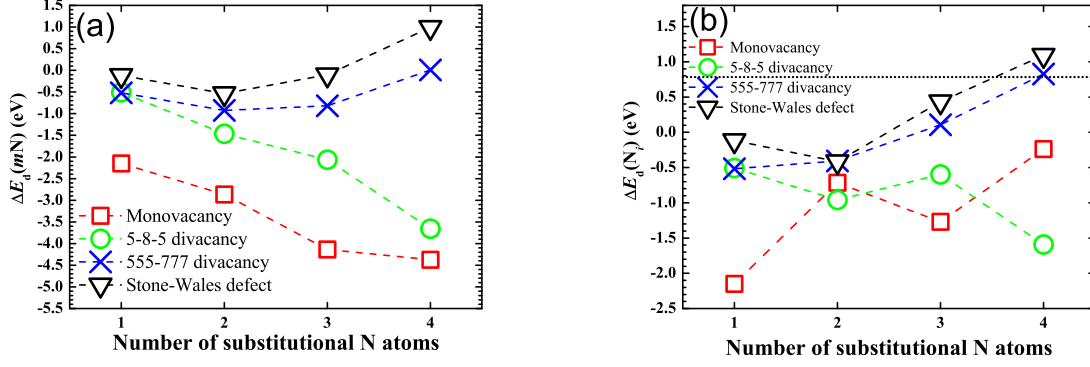 (a)
1.5
1.0
0.5
0.0
-0.5
-1.0
-1.5
-2.0
-2.5
-3.0
-3.5
-4.0
-4.5
-5.0
-5.5
ΔE_d(mN) (eV)
Monovacancy
5-8-5 divacancy
555-777 divacancy
Stone-Wales defect
1 2 3 4
Number of substitutional N atoms
(b)
1.5
1.0
0.5
0.0
-0.5
-1.0
-1.5
-2.0
-2.5
ΔE_d(N_i) (eV)
Monovacancy
5-8-5 divacancy
555-777 divacancy
Stone-Wales defect
1 2 3 4
Number of substitutional N atoms